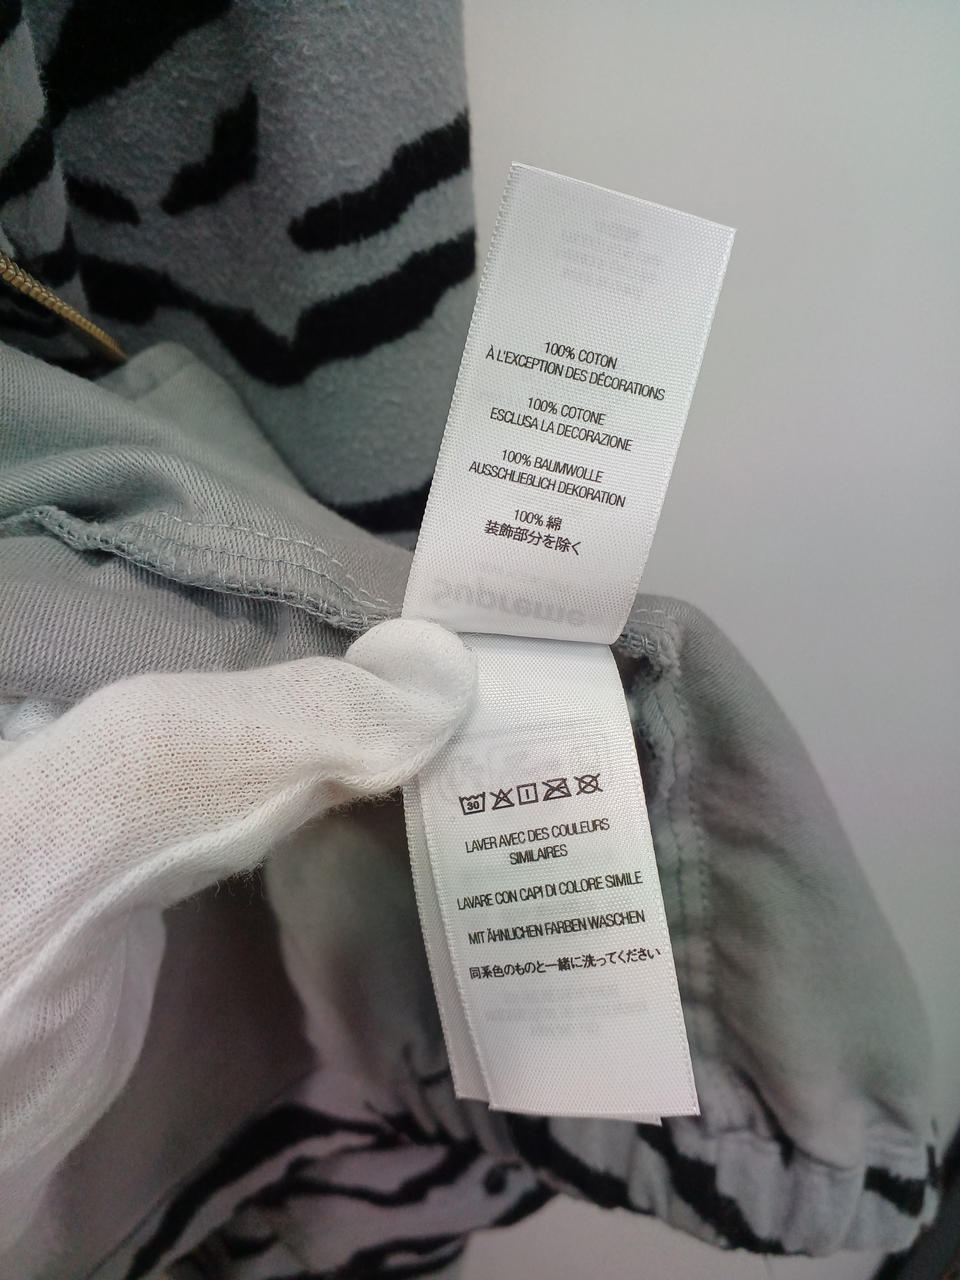 100% COTON
À L'EXCEPTION DES DÉCORATIONS
100% COTONE
ESCLUSA LA DECORAZIONE
100% BAUMWOLLE
AUSSCHLIEßLICH DEKORATION
100% 綿
装飾部分を除く
Supreme
30
LAVER AVEC DES COULEURS
SIMILAIRES
LAVARE CON CAPI DI COLORE SIMILE
MIT ÄHNLICHEN FARBEN WASCHEN
同系色のものと一緒に洗ってください